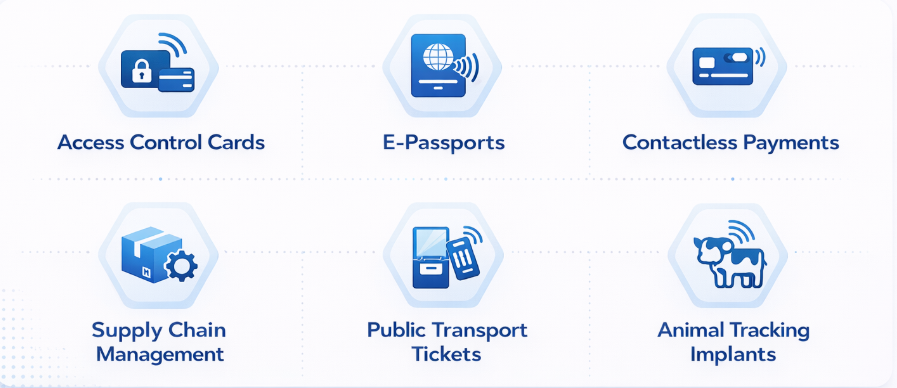 Access Control Cards
E-Passports
Contactless Payments
Supply Chain
Management
Public Transport
Tickets
Animal Tracking
Implants